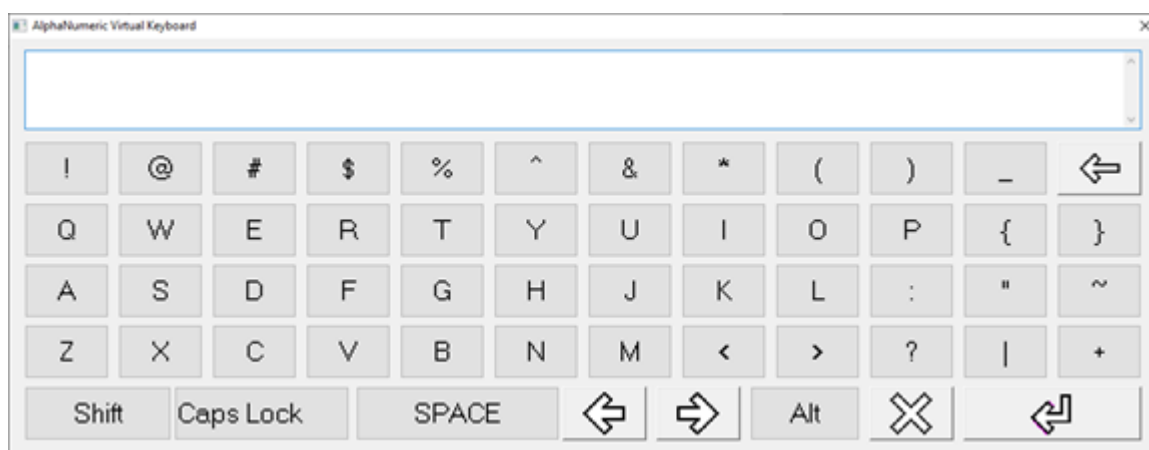 AlphaNumeric Virtual Keyboard
! @ # $ % ^ & * ( ) _
Q W E R T Y U I O P { }
A S D F G H J K L : " ~
Z X C V B N M < > ? | +
Shift Caps Lock SPACE Alt